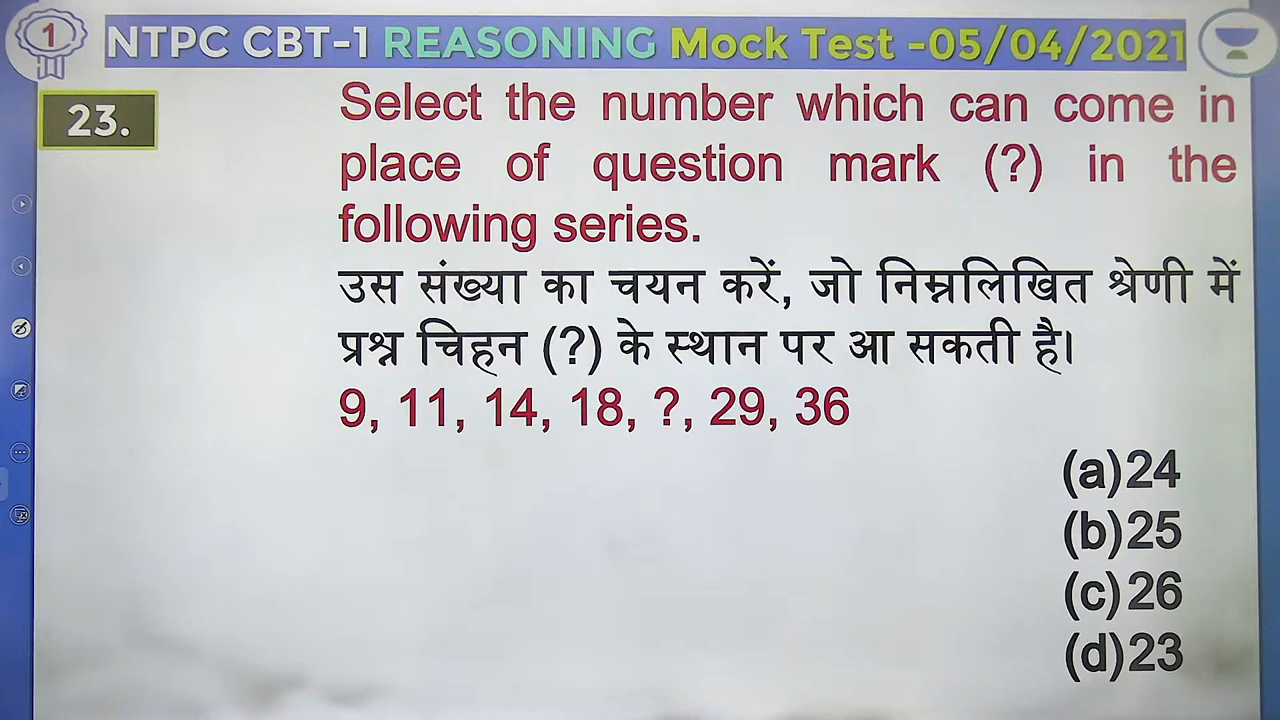 1
NTPC CBT-1 REASONING Mock Test -05/04/2021
23.
Select the number which can come in
place of question mark (?) in the
following series.
उस संख्या का चयन करें, जो निम्नलिखित श्रेणी में
प्रश्न चिहन (?) के स्थान पर आ सकती है।
9, 11, 14, 18, ?, 29, 36
(a)24
(b)25
(c)26
(d)23